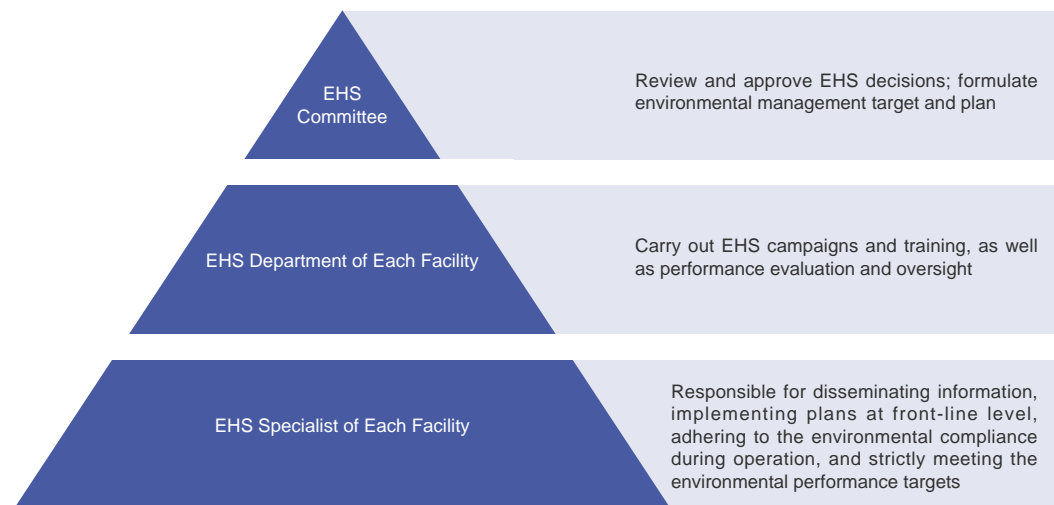 EHS
Committee
Review and approve EHS decisions; formulate
environmental management target and plan
EHS Department of Each Facility
Carry out EHS campaigns and training, as well
as performance evaluation and oversight
EHS Specialist of Each Facility
Responsible for disseminating information,
implementing plans at front-line level,
adhering to the environmental compliance
during operation, and strictly meeting the
environmental performance targets